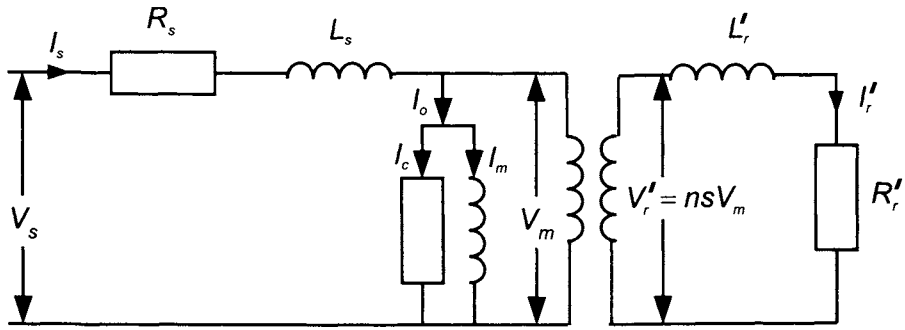 I_s
R_s
L_s
L'_r
I_o
I'_r
I_c
I_m
V_s
V_m
V'_r = nsV_m
R'_r